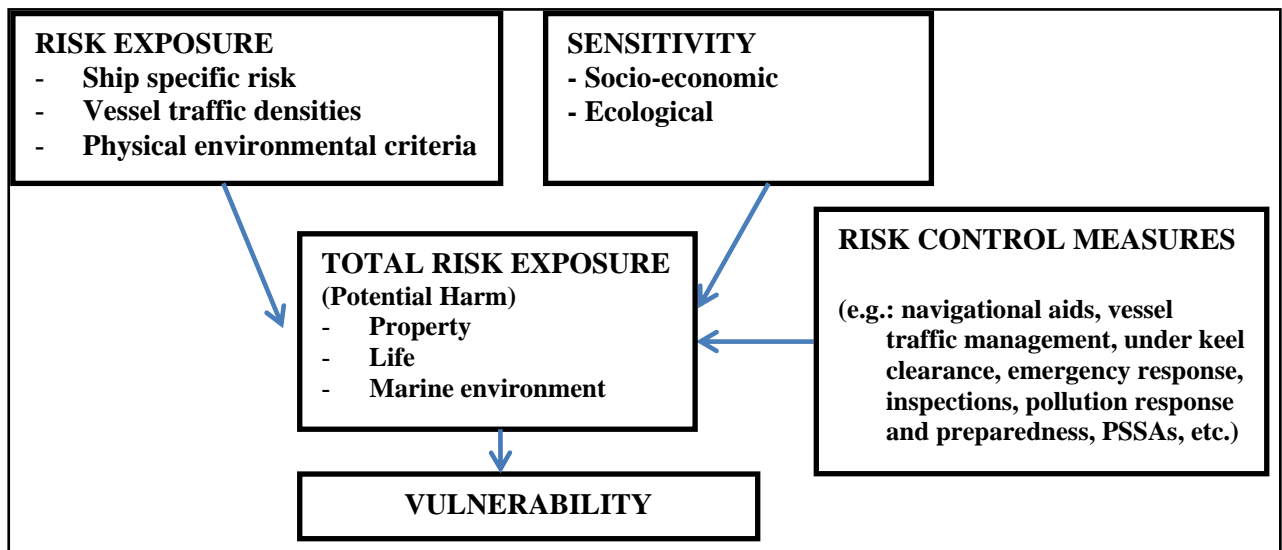 RISK EXPOSURE
- Ship specific risk
- Vessel traffic densities
- Physical environmental criteria
SENSITIVITY
- Socio-economic
- Ecological
TOTAL RISK EXPOSURE
(Potential Harm)
- Property
- Life
- Marine environment
RISK CONTROL MEASURES
(e.g.: navigational aids, vessel
traffic management, under keel
clearance, emergency response,
inspections, pollution response
and preparedness, PSSAs, etc.)
VULNERABILITY